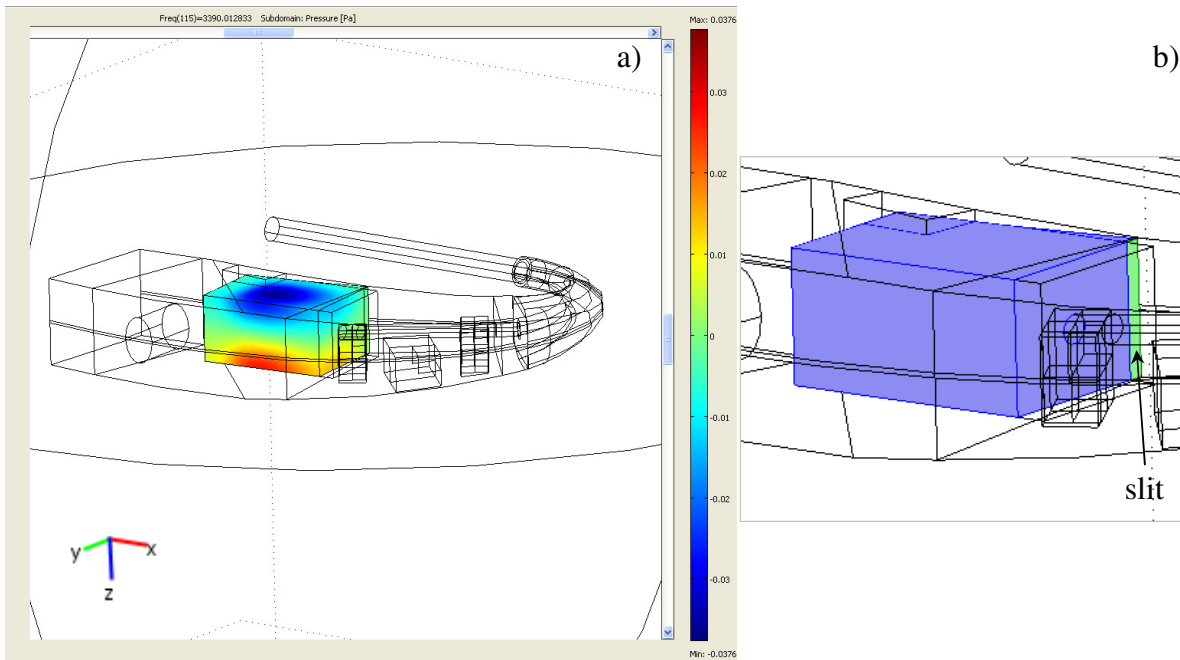 Freq(115)=3390.012833 Subdomain: Pressure [Pa]
Max: 0.0376
a)
b)
0.03
0.02
0.01
0
-0.01
-0.02
-0.03
Min: -0.0376
y
x
z
slit